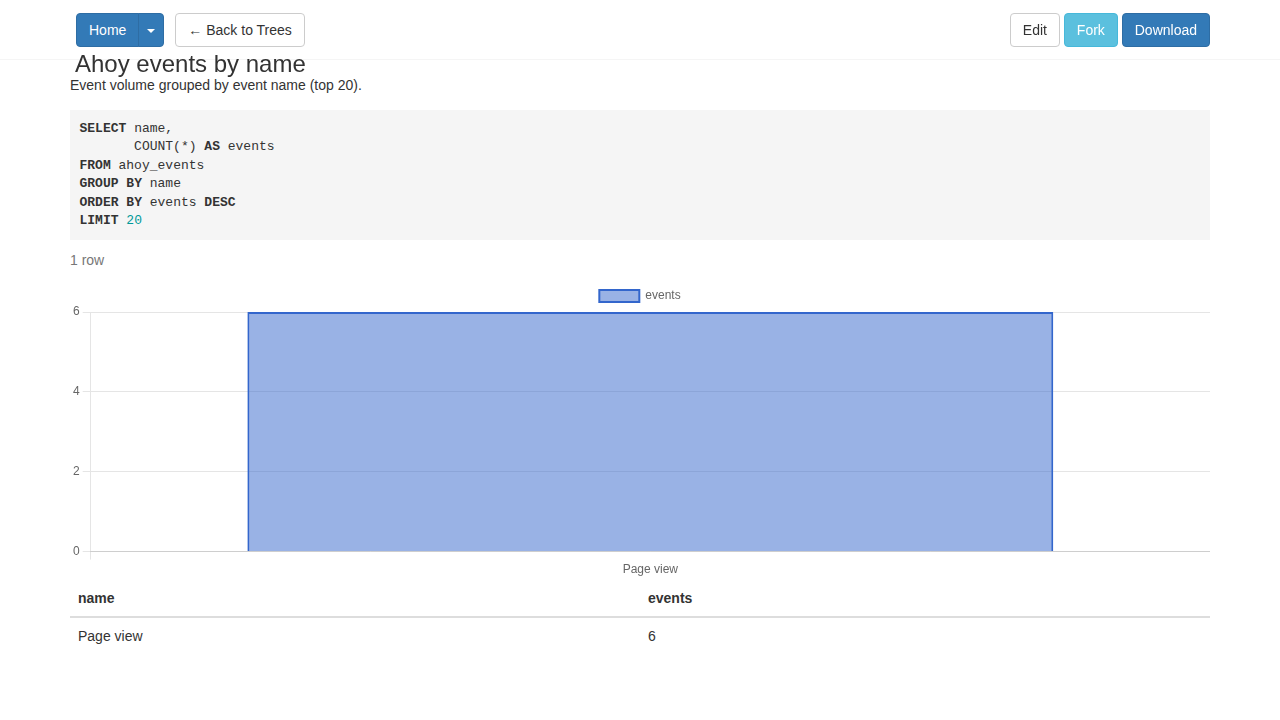 Home
← Back to Trees
Edit
Fork
Download
Ahoy events by name
Event volume grouped by event name (top 20).
SELECT name,
       COUNT(*) AS events
FROM ahoy_events
GROUP BY name
ORDER BY events DESC
LIMIT 20
1 row
events
6
4
2
0
Page view
name events
Page view 6